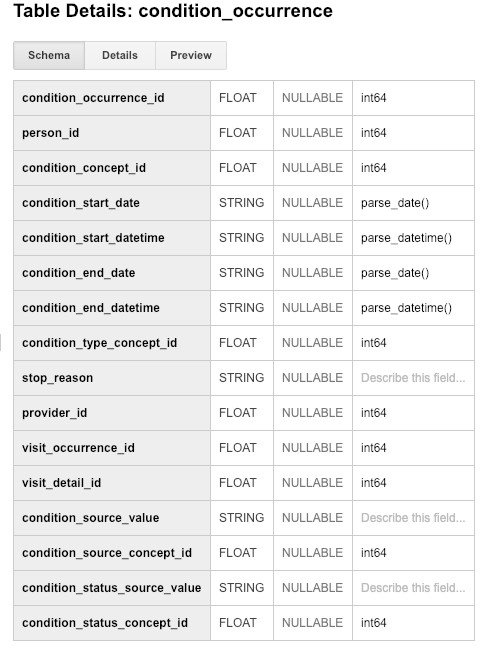 Table Details: condition_occurrence
Schema Details Preview
condition_occurrence_id FLOAT NULLABLE int64
person_id FLOAT NULLABLE int64
condition_concept_id FLOAT NULLABLE int64
condition_start_date STRING NULLABLE parse_date()
condition_start_datetime STRING NULLABLE parse_datetime()
condition_end_date STRING NULLABLE parse_date()
condition_end_datetime STRING NULLABLE parse_datetime()
condition_type_concept_id FLOAT NULLABLE int64
stop_reason STRING NULLABLE Describe this field...
provider_id FLOAT NULLABLE int64
visit_occurrence_id FLOAT NULLABLE int64
visit_detail_id FLOAT NULLABLE int64
condition_source_value STRING NULLABLE Describe this field...
condition_source_concept_id FLOAT NULLABLE int64
condition_status_source_value STRING NULLABLE Describe this field...
condition_status_concept_id FLOAT NULLABLE int64